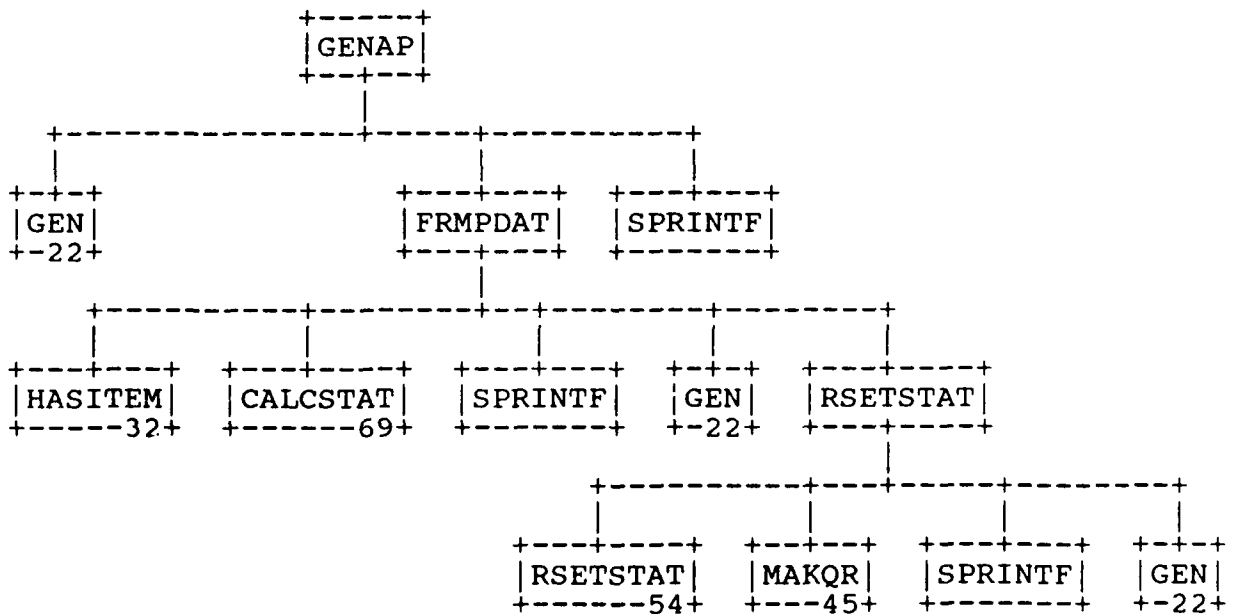 GENAP
GEN FRMPDAT SPRINTF
22
HASITEM CALCSTAT SPRINTF GEN RSETSTAT
32 69 22
RSETSTAT MAKQR SPRINTF GEN
54 45 22